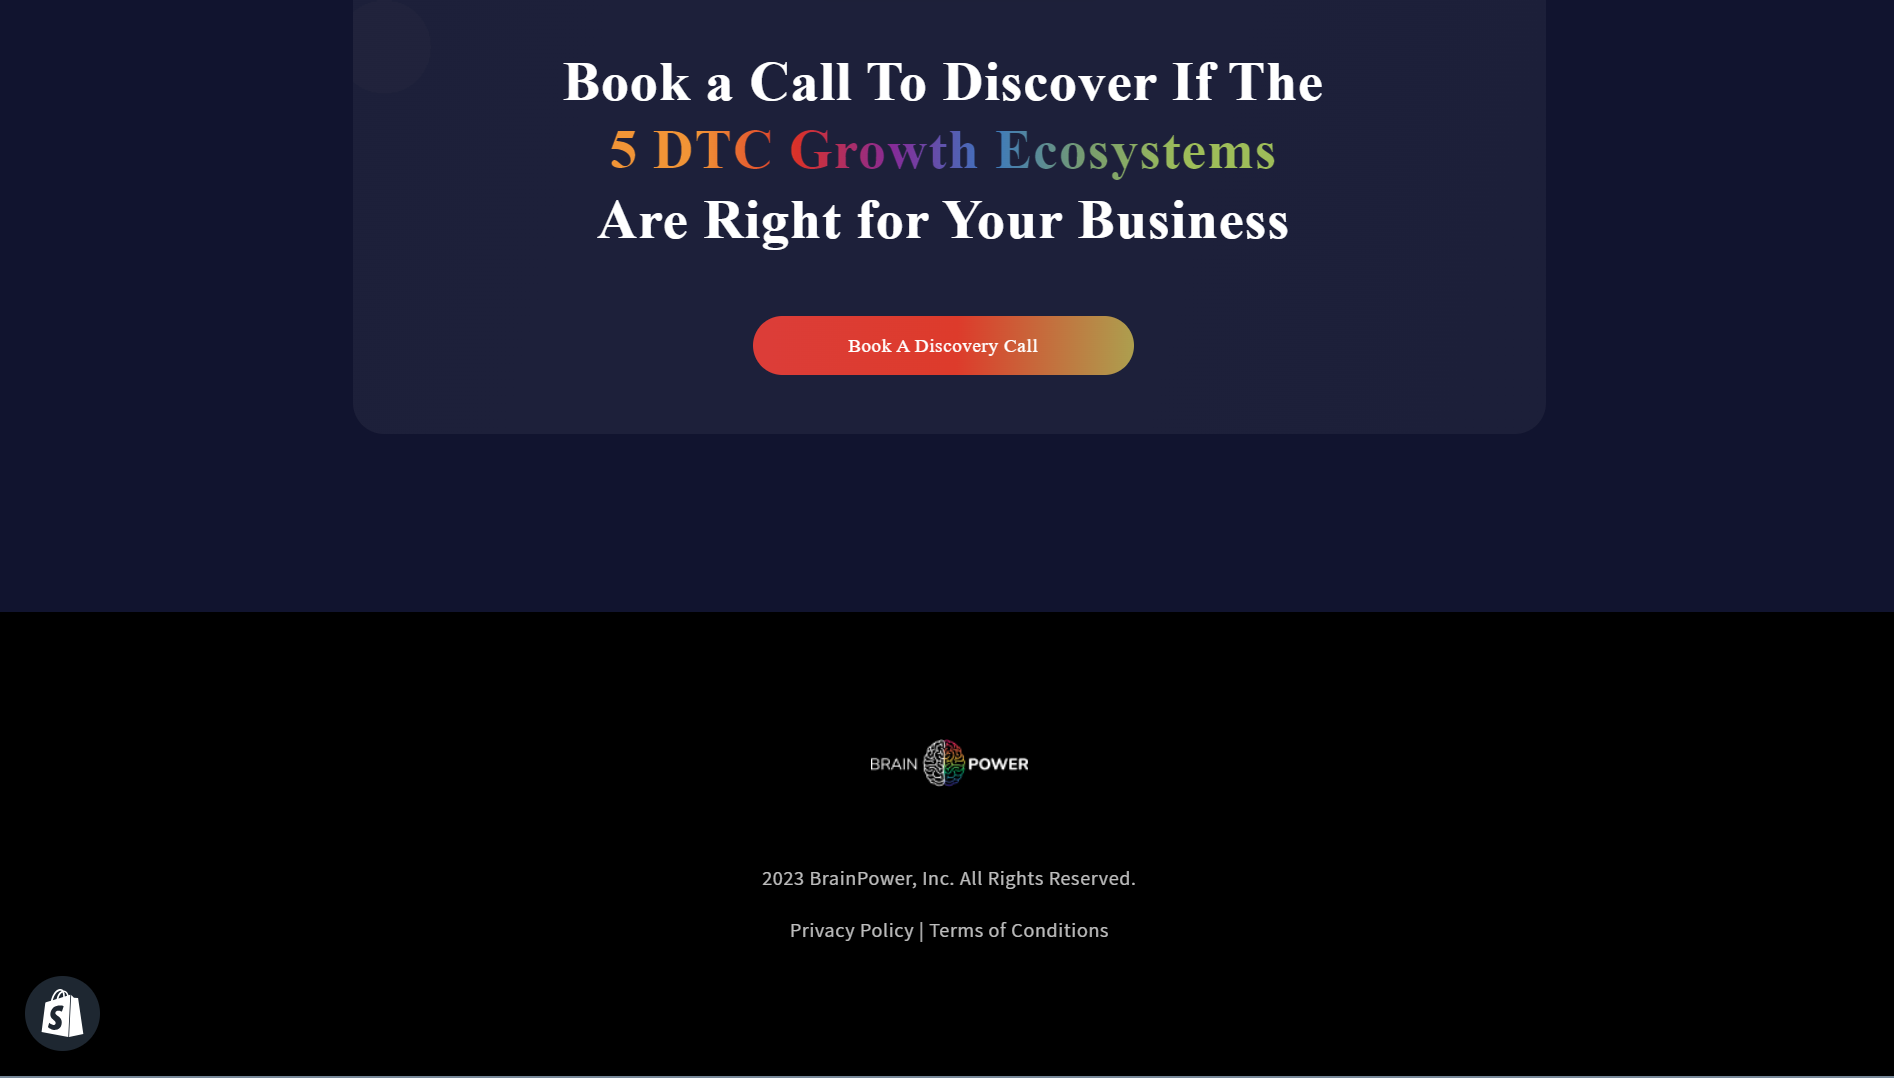 Book a Call To Discover If The
5 DTC Growth Ecosystems
Are Right for Your Business
Book A Discovery Call
BRAIN POWER
2023 BrainPower, Inc. All Rights Reserved.
Privacy Policy | Terms of Conditions
S